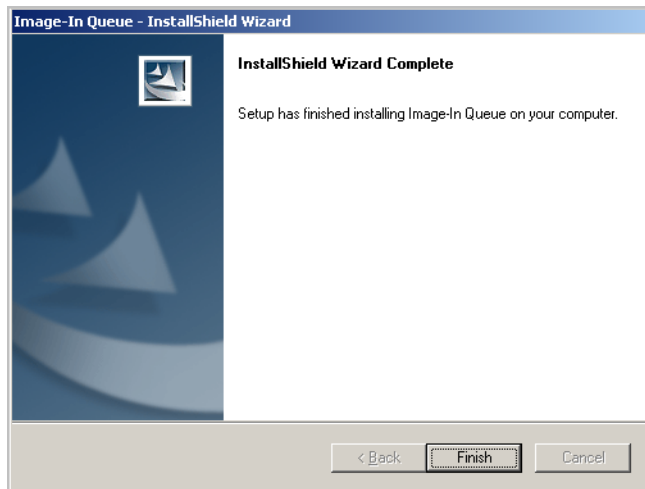 Image-In Queue - InstallShield Wizard
InstallShield Wizard Complete
Setup has finished installing Image-In Queue on your computer.
< Back Finish Cancel